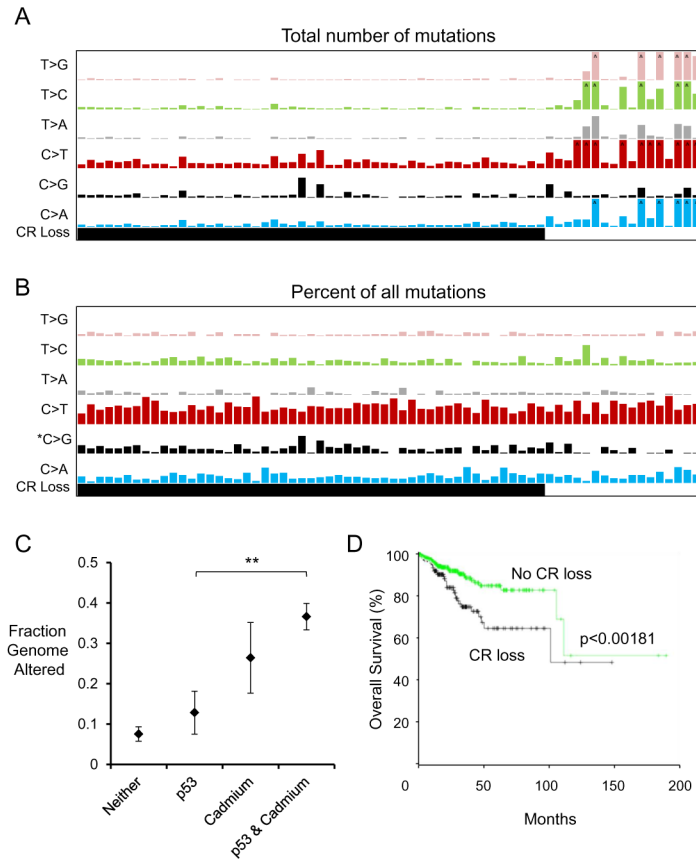 A
Total number of mutations
T>G
T>C
T>A
C>T
C>G
C>A
CR Loss
B
Percent of all mutations
T>G
T>C
T>A
C>T
*C>G
C>A
CR Loss
C
Fraction
Genome
Altered
0.5
0.4
0.3
0.2
0.1
0
**
Neither
p53
Cadmium
p53 & Cadmium
D
Overall Survival (%)
100
80
60
40
20
0
50
100
150
200
Months
No CR loss
p<0.00181
CR loss